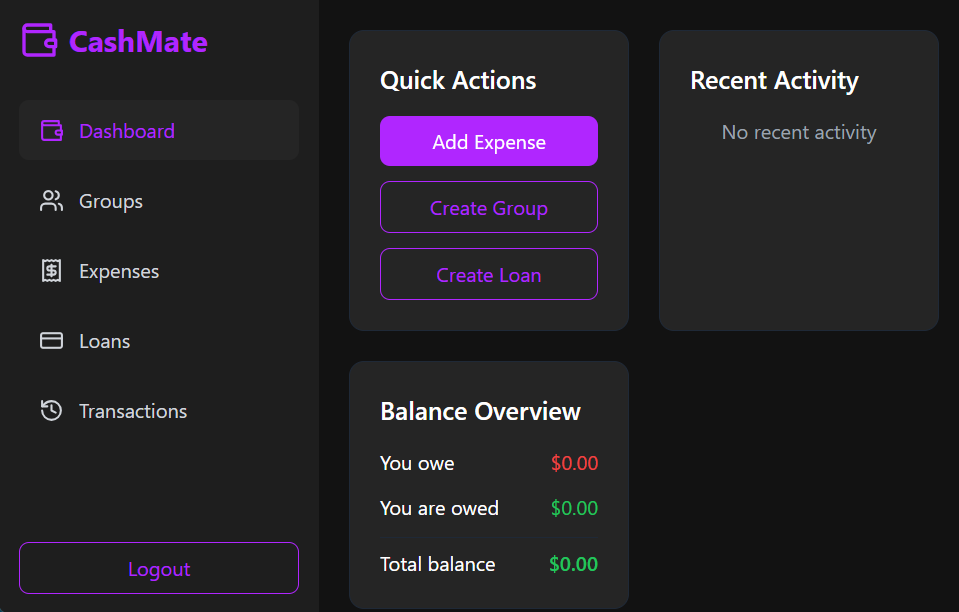 CashMate
Dashboard
Groups
Expenses
Loans
Transactions
Logout
Quick Actions
Add Expense
Create Group
Create Loan
Recent Activity
No recent activity
Balance Overview
You owe $0.00
You are owed $0.00
Total balance $0.00